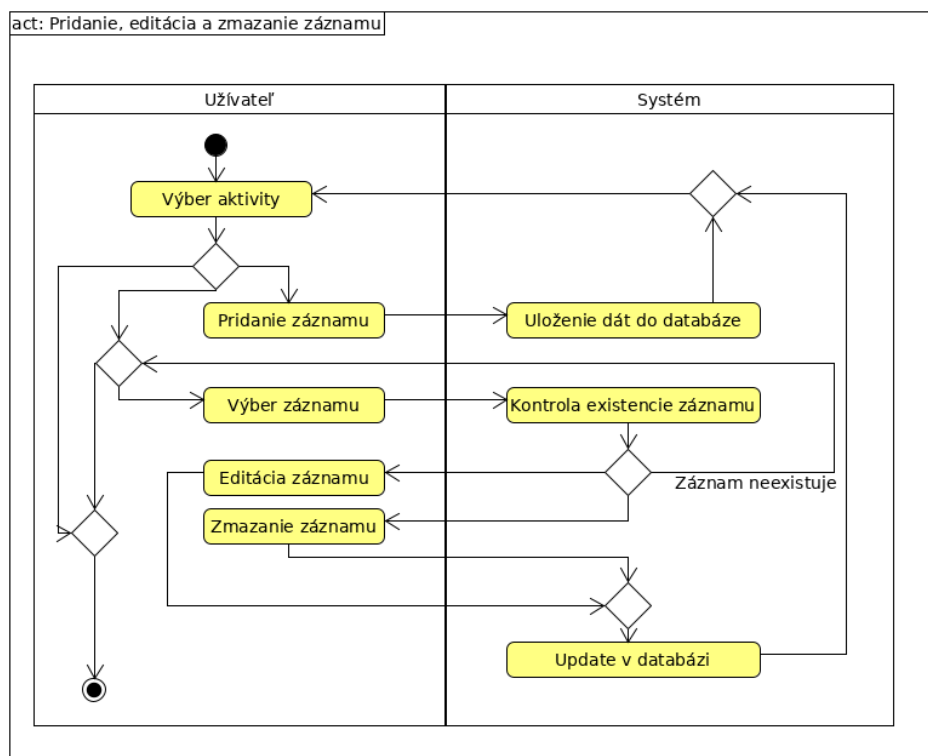 act: Pridanie, editácia a zmazanie záznamu
Užívateľ
Systém
Výber aktivity
Pridanie záznamu
Uloženie dát do databáze
Výber záznamu
Kontrola existencie záznamu
Editácia záznamu
Záznam neexistuje
Zmazanie záznamu
Update v databázi